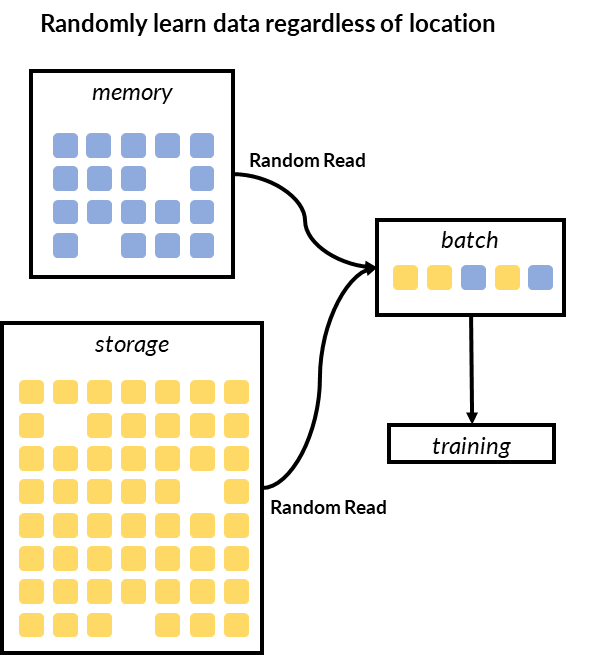 Randomly learn data regardless of location
memory
Random Read
batch
storage
training
Random Read